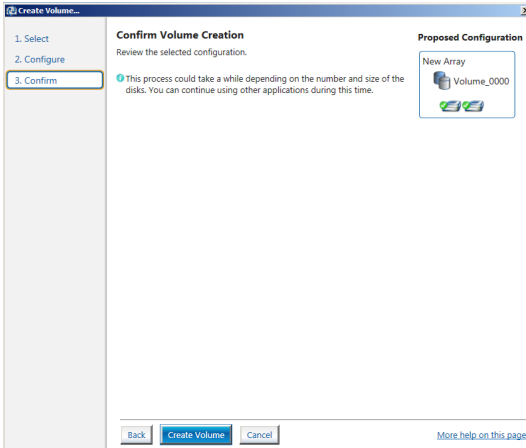 Create Volume...
1. Select
2. Configure
3. Confirm
Confirm Volume Creation
Review the selected configuration.
This process could take a while depending on the number and size of the
disks. You can continue using other applications during this time.
Proposed Configuration
New Array
Volume_0000
Back
Create Volume
Cancel
More help on this page